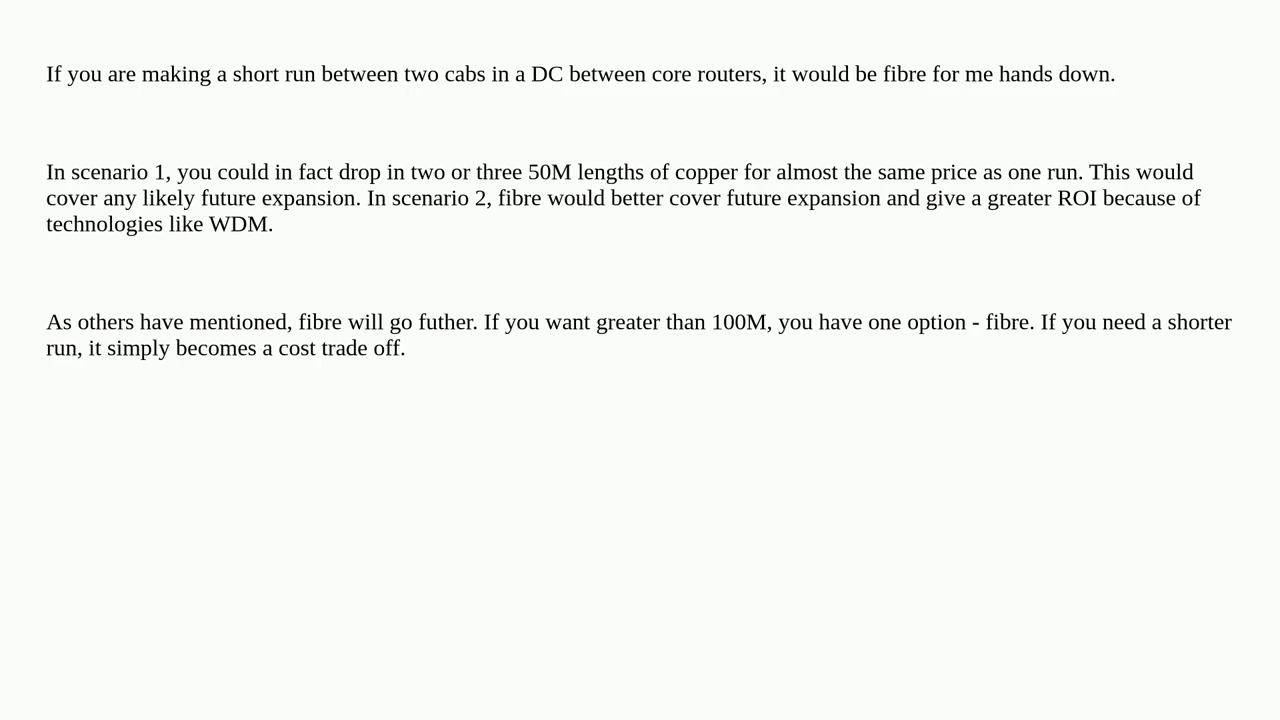 If you are making a short run between two cabs in a DC between core routers, it would be fibre for me hands down.
In scenario 1, you could in fact drop in two or three 50M lengths of copper for almost the same price as one run. This would
cover any likely future expansion. In scenario 2, fibre would better cover future expansion and give a greater ROI because of
technologies like WDM.
As others have mentioned, fibre will go futher. If you want greater than 100M, you have one option - fibre. If you need a shorter
run, it simply becomes a cost trade off.